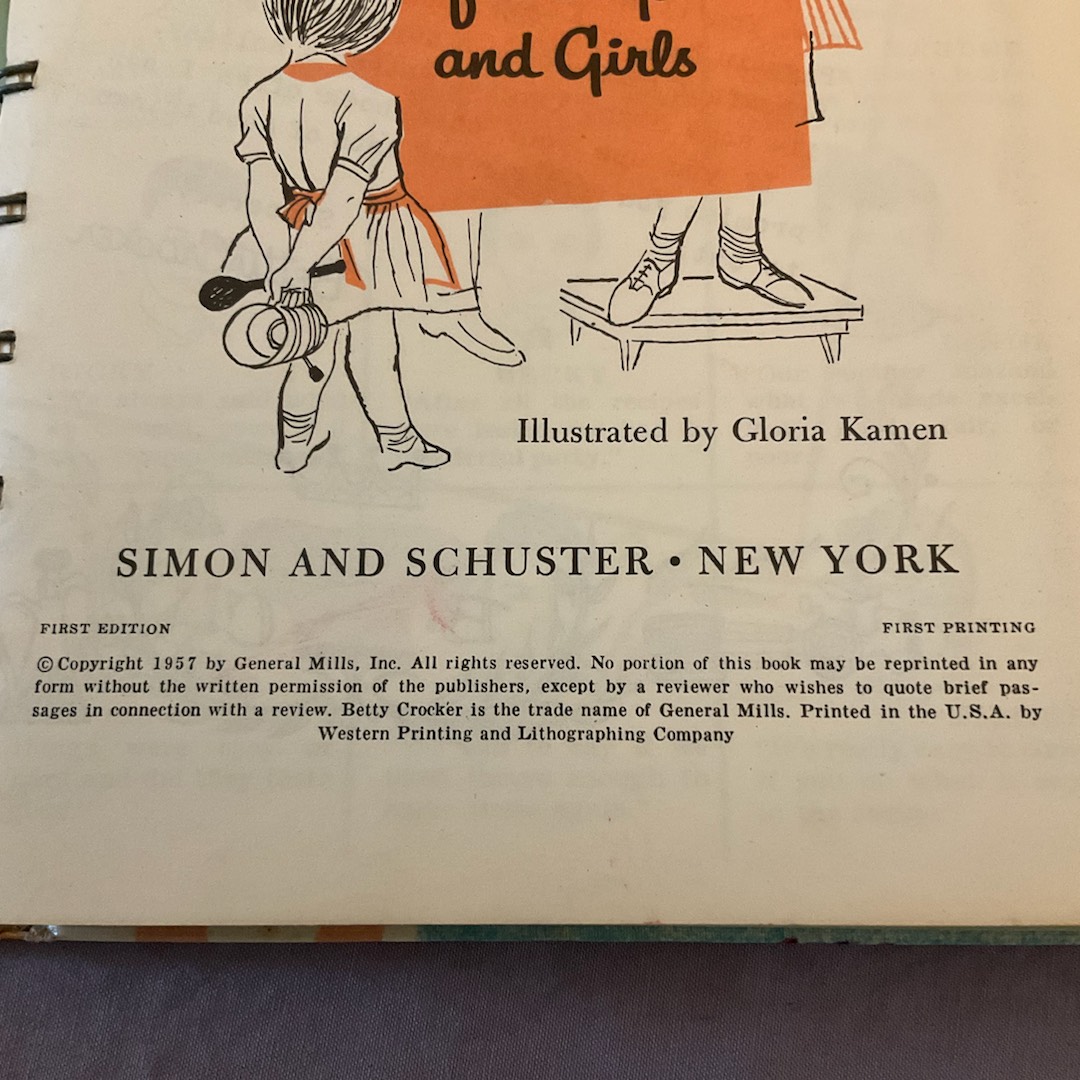 and Girls
Illustrated by Gloria Kamen
SIMON AND SCHUSTER • NEW YORK
FIRST EDITION FIRST PRINTING
© Copyright 1957 by General Mills, Inc. All rights reserved. No portion of this book may be reprinted in any
form without the written permission of the publishers, except by a reviewer who wishes to quote brief pas-
sages in connection with a review. Betty Crocker is the trade name of General Mills. Printed in the U.S.A. by
Western Printing and Lithographing Company